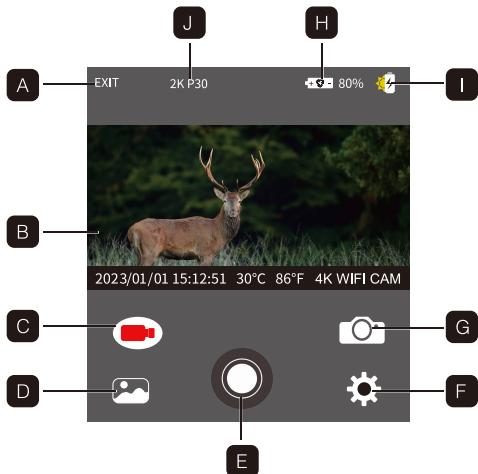 J H
A EXIT 2K P30 80% I
B
2023/01/01 15:12:51 30°C 86°F 4K WIFI CAM
C G
D F
E